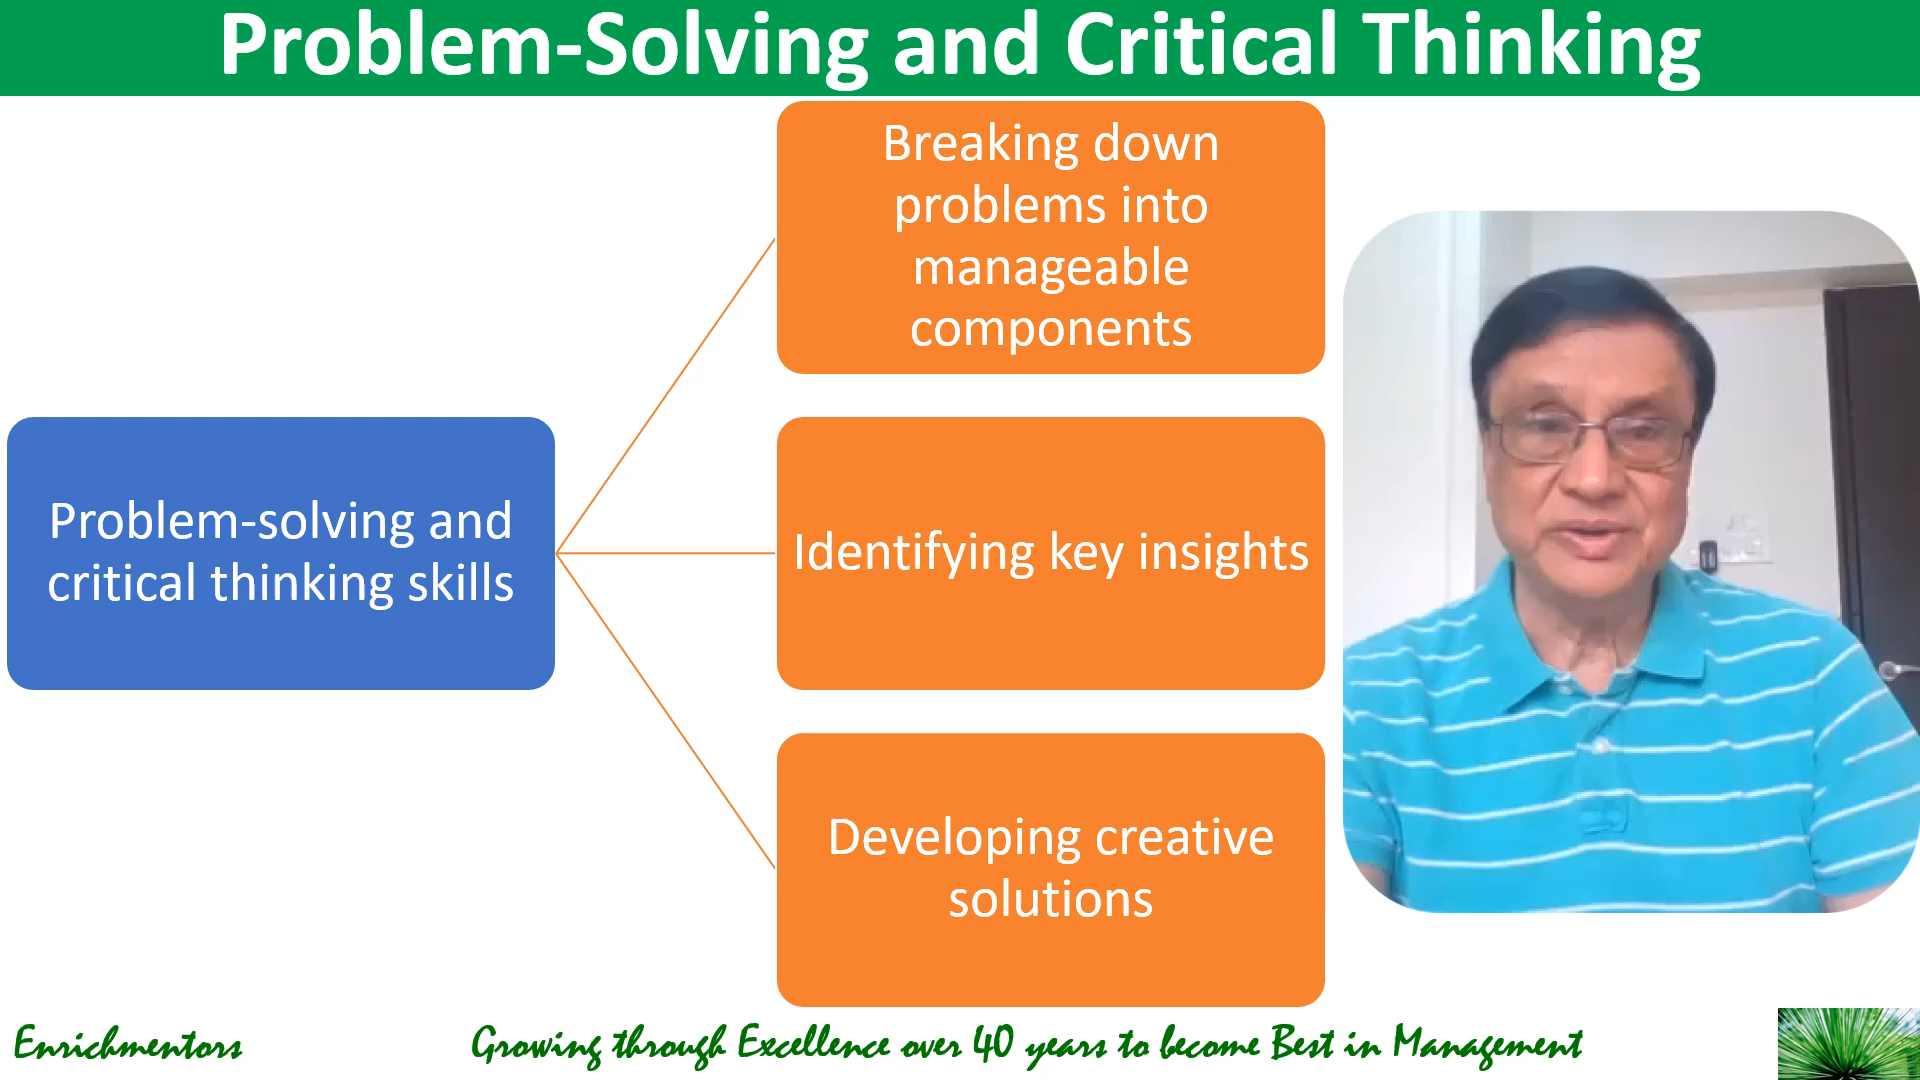 Problem-Solving and Critical Thinking
Problem-solving and
critical thinking skills
Breaking down
problems into
manageable
components
Identifying key insights
Developing creative
solutions
Enrichmentors
Growing through Excellence over 40 years to become Best in Management